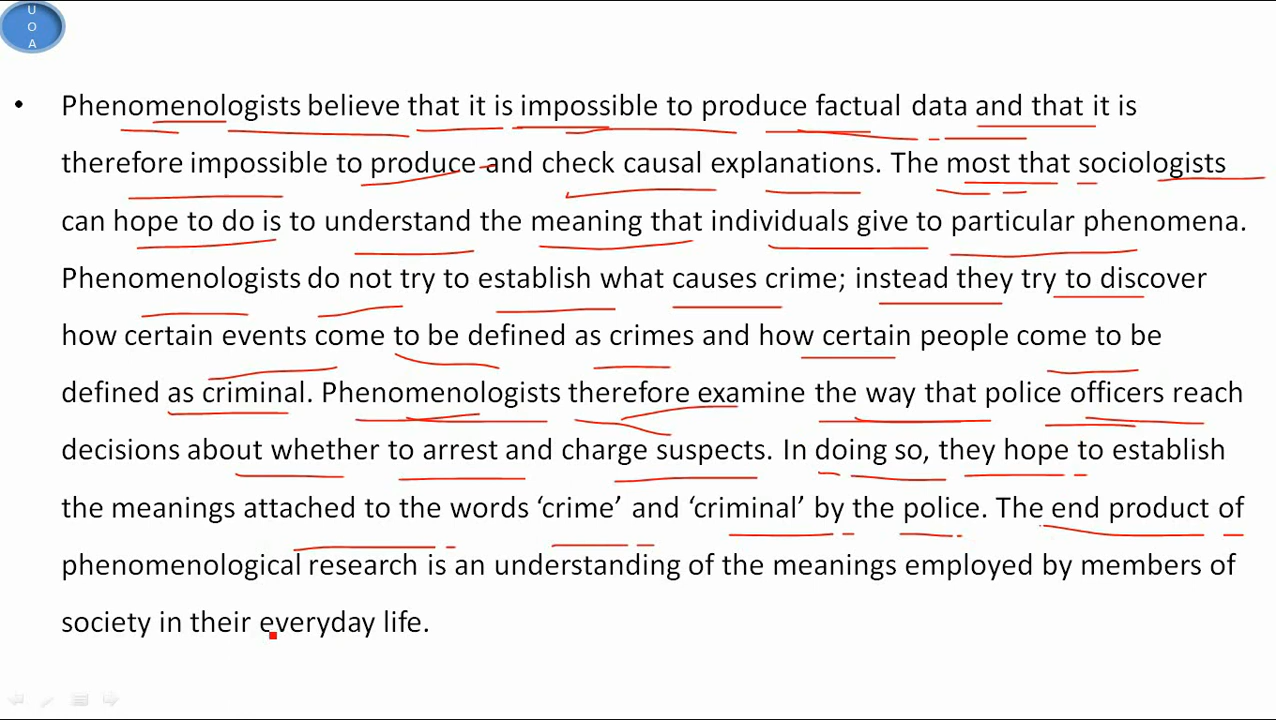 U
O
A
• Phenomenologists believe that it is impossible to produce factual data and that it is
therefore impossible to produce and check causal explanations. The most that sociologists
can hope to do is to understand the meaning that individuals give to particular phenomena.
Phenomenologists do not try to establish what causes crime; instead they try to discover
how certain events come to be defined as crimes and how certain people come to be
defined as criminal. Phenomenologists therefore examine the way that police officers reach
decisions about whether to arrest and charge suspects. In doing so, they hope to establish
the meanings attached to the words ‘crime’ and ‘criminal’ by the police. The end product of
phenomenological research is an understanding of the meanings employed by members of
society in their everyday life.